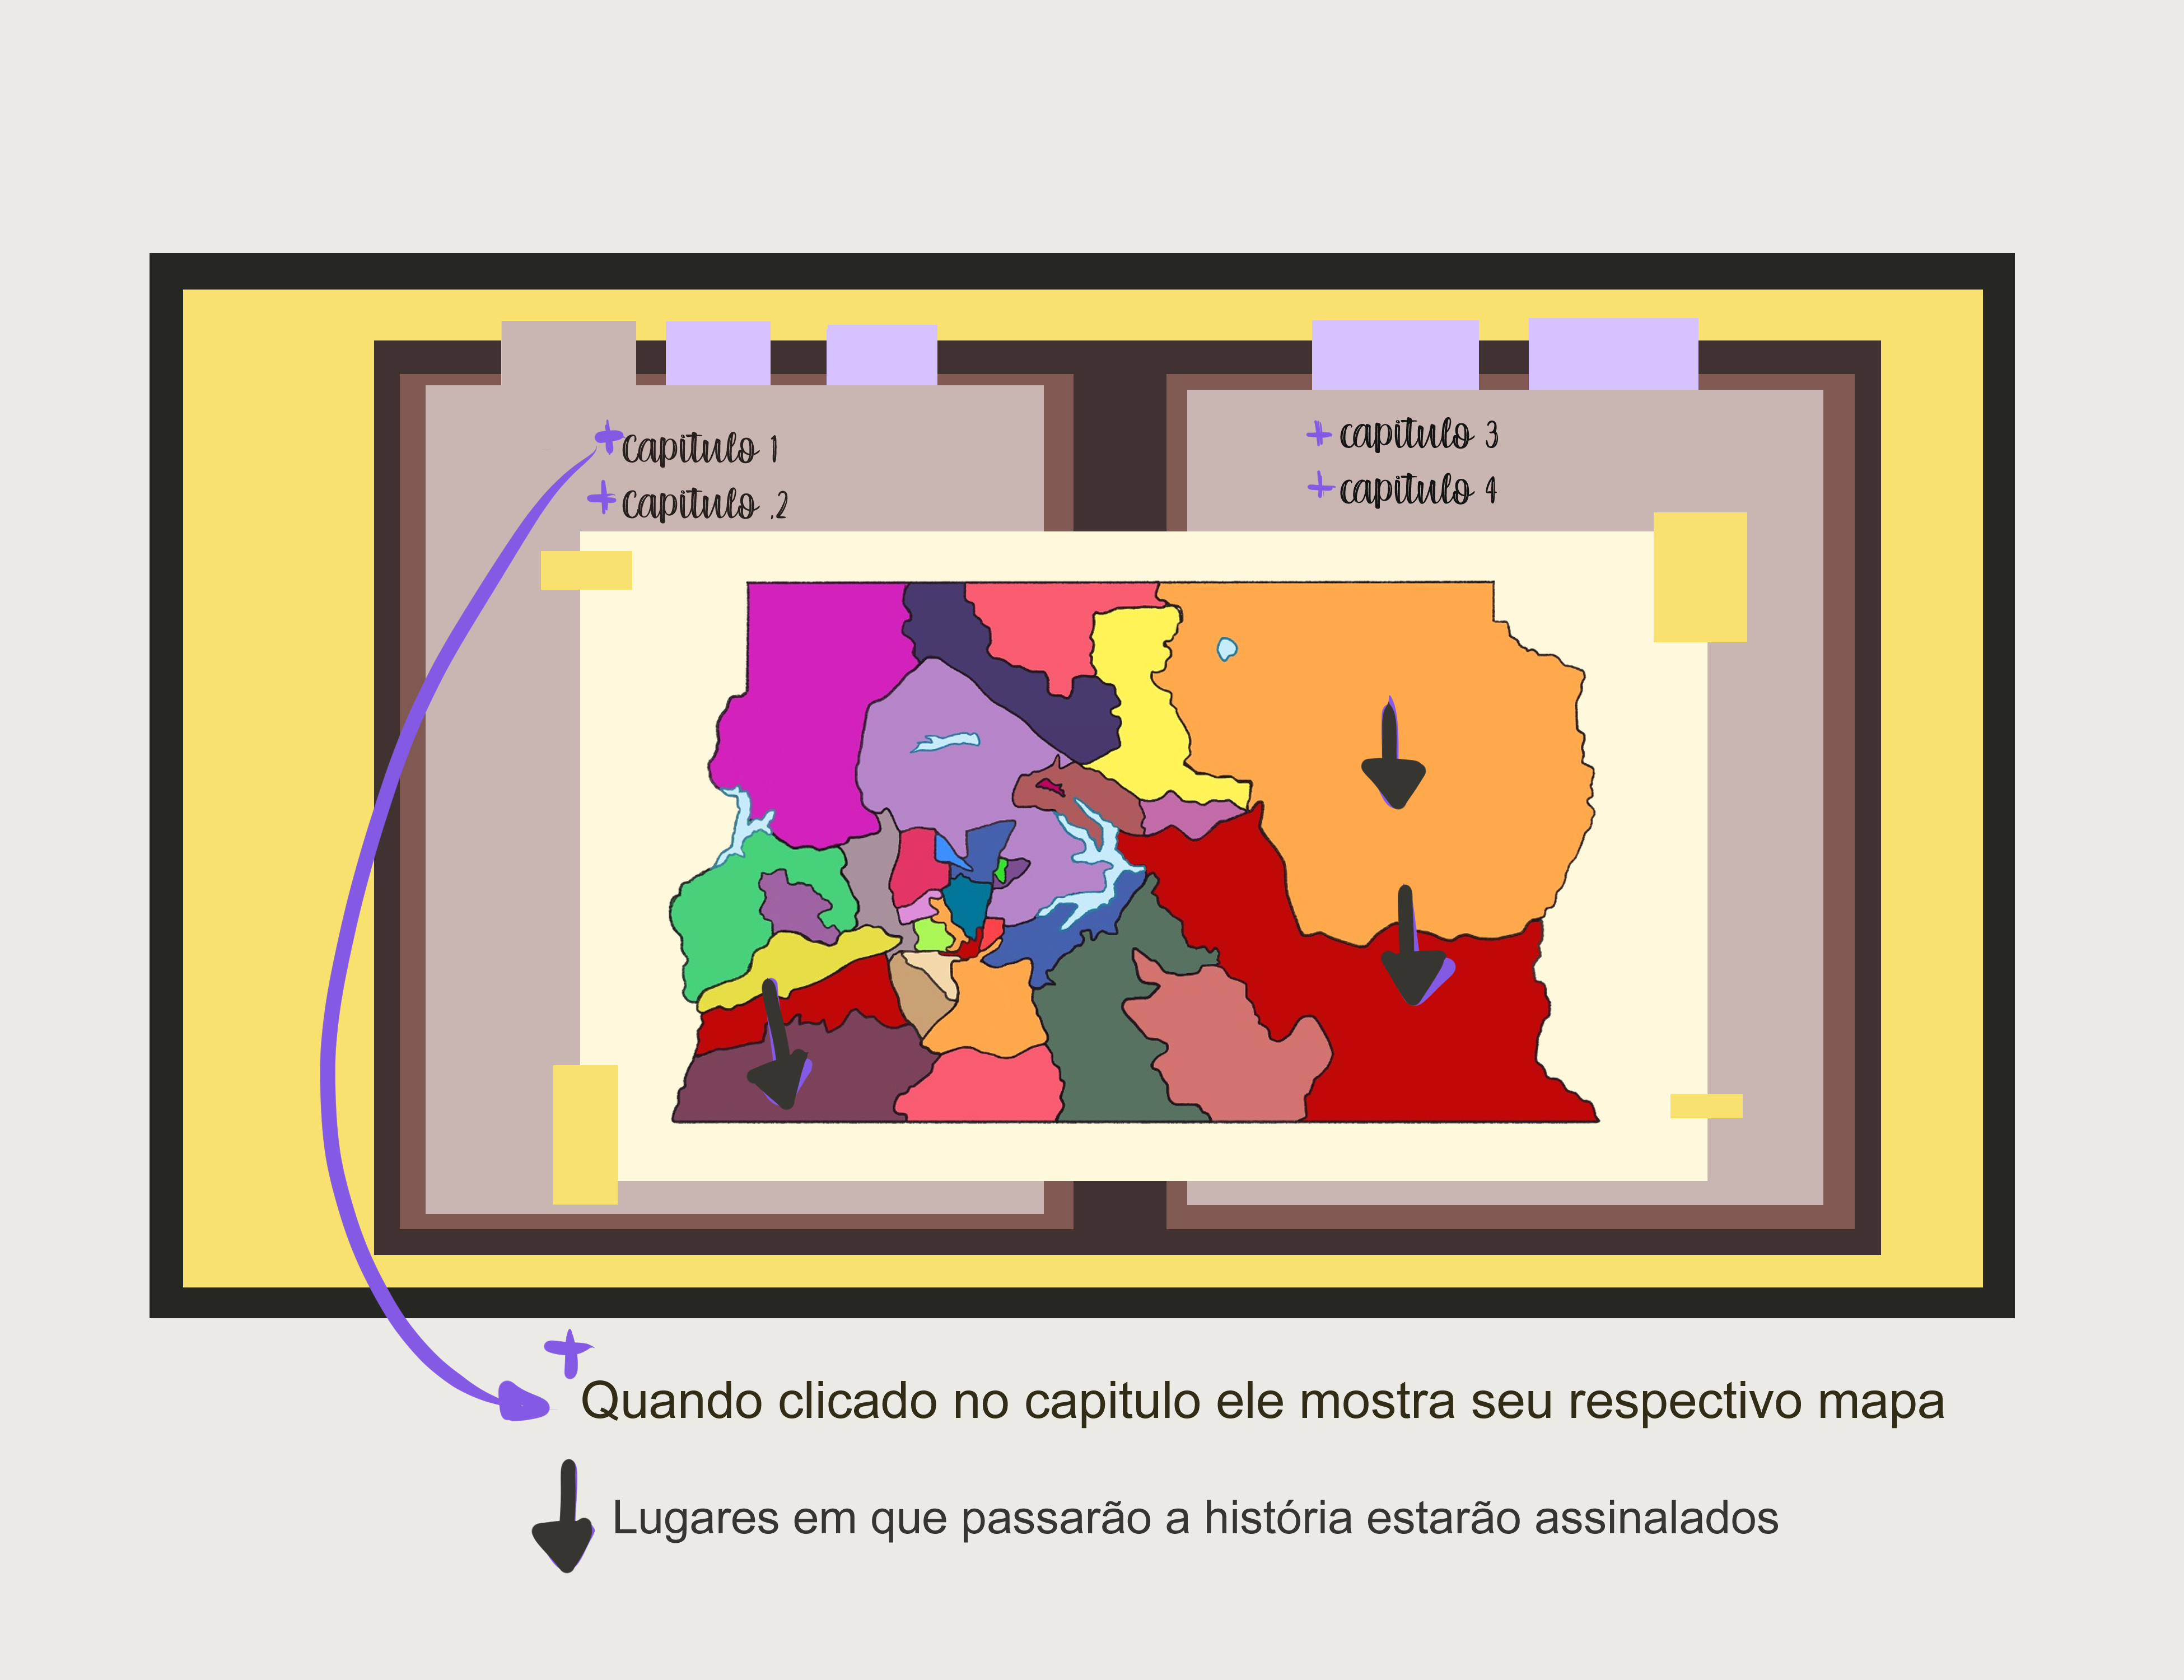 + capitulo 1
+ capitulo .2
+ capitulo 3
+ capitulo 4
+ Quando clicado no capitulo ele mostra seu respectivo mapa
Lugares em que passarão a história estarão assinalados